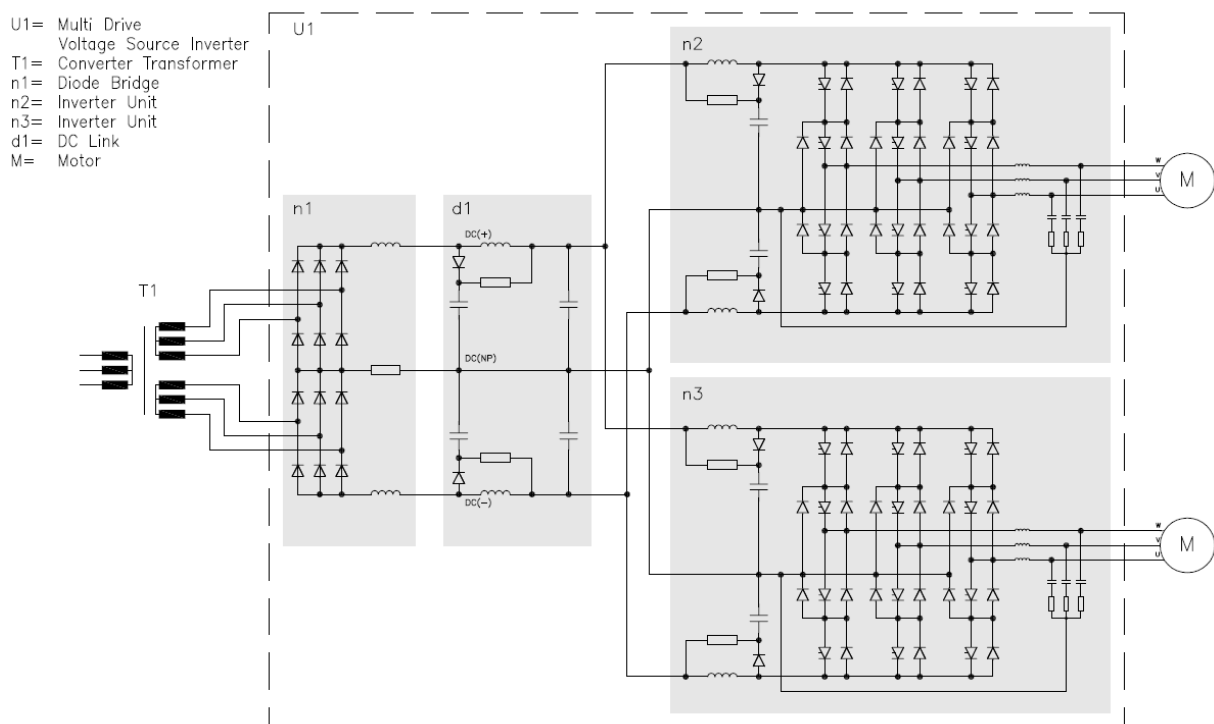 U1= Multi Drive
Voltage Source Inverter
T1= Converter Transformer
n1= Diode Bridge
n2= Inverter Unit
n3= Inverter Unit
d1= DC Link
M= Motor
U1
n2
W
V
U
M
n1
d1
DC(+)
T1
DC(NP)
DC(-)
n3
W
V
U
M